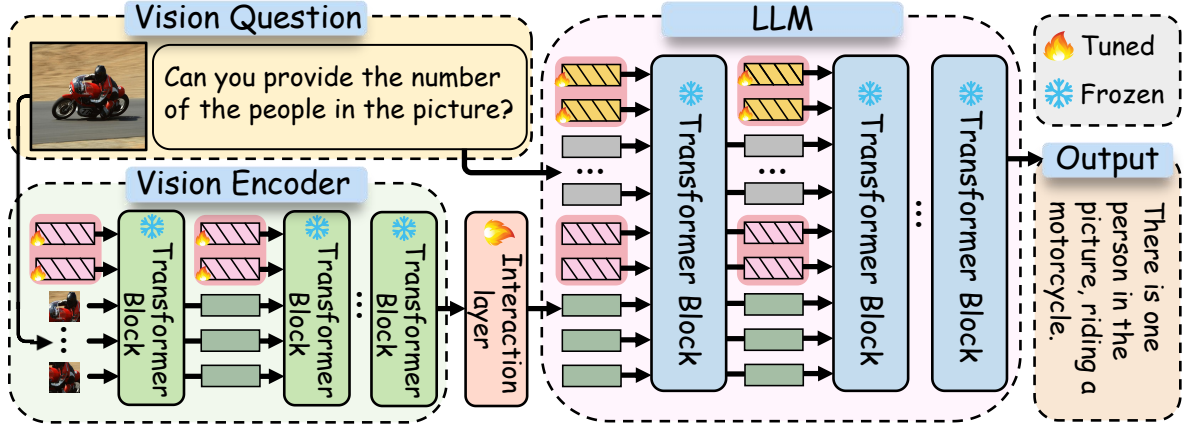 Vision Question
Can you provide the number
of the people in the picture?
LLM
Tuned
Frozen
Vision Encoder
Transformer
Block
Transformer
Block
...
Transformer
Block
Interaction
layer
...
Transformer Block
...
Transformer Block
...
Transformer Block
Output
There is one
person in the
picture, riding a
motorcycle.